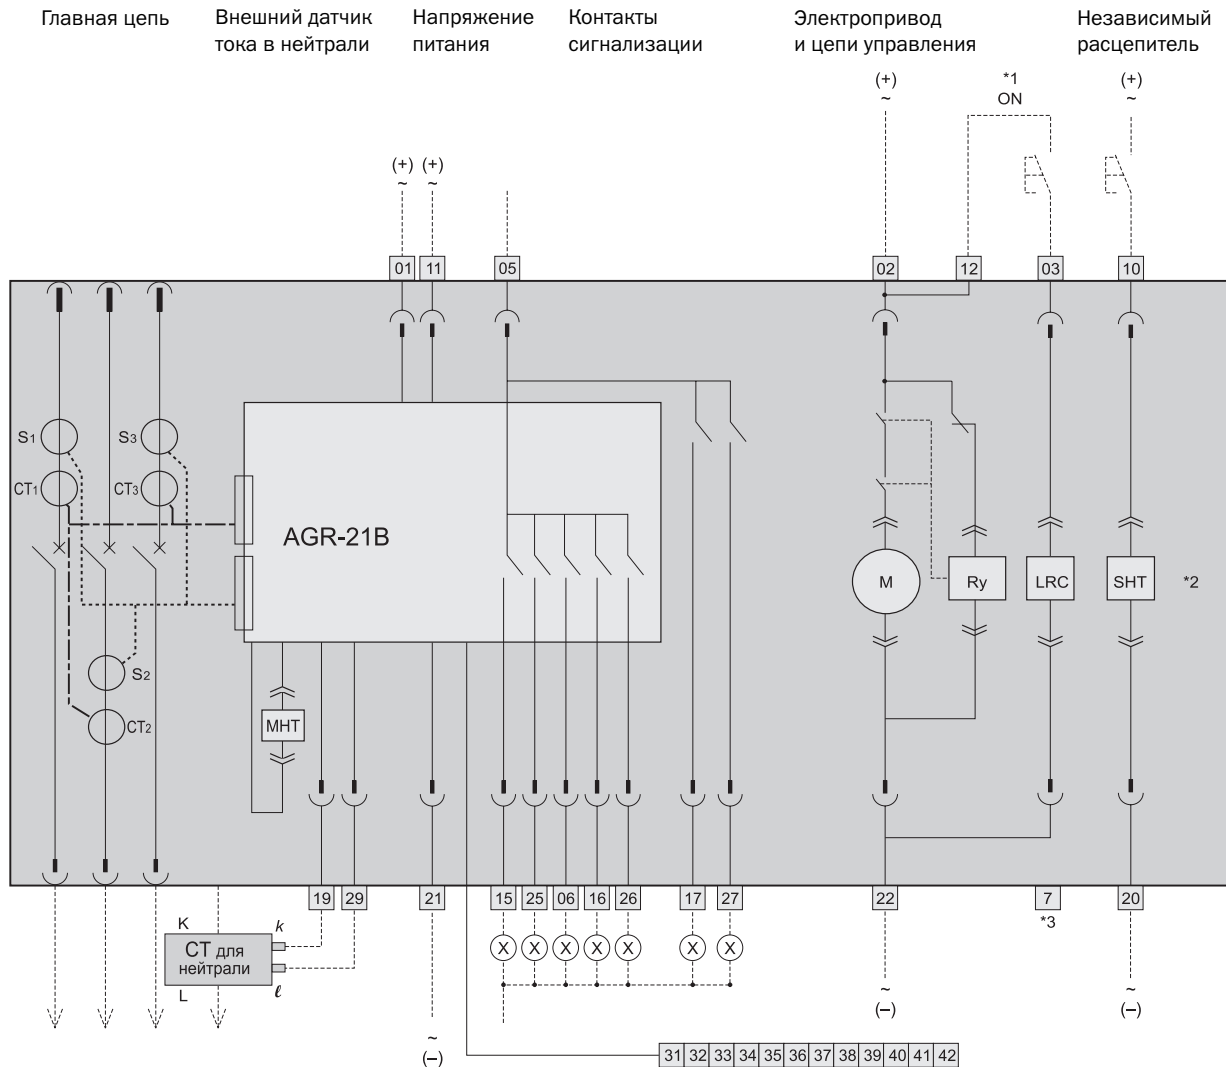 Главная цепь
Внешний датчик
тока в нейтрали
Напряжение
питания
Контакты
сигнализации
Электропривод
и цепи управления
Независимый
расцепитель
(+)
~
*1
ON
(+)
~
(+) (+)
~ ~
01 11 05 02 12 03 10
S1 S3
CT1 CT3
AGR-21B
M Ry LRC SHT *2
S2
CT2
MHT
19 29 21 15 25 06 16 26 17 27 22 7 20
*3
K k
CT для
нейтрали
L ℓ
X X X X X X X
~
(–)
~
(–)
~
(–)
31 32 33 34 35 36 37 38 39 40 41 42